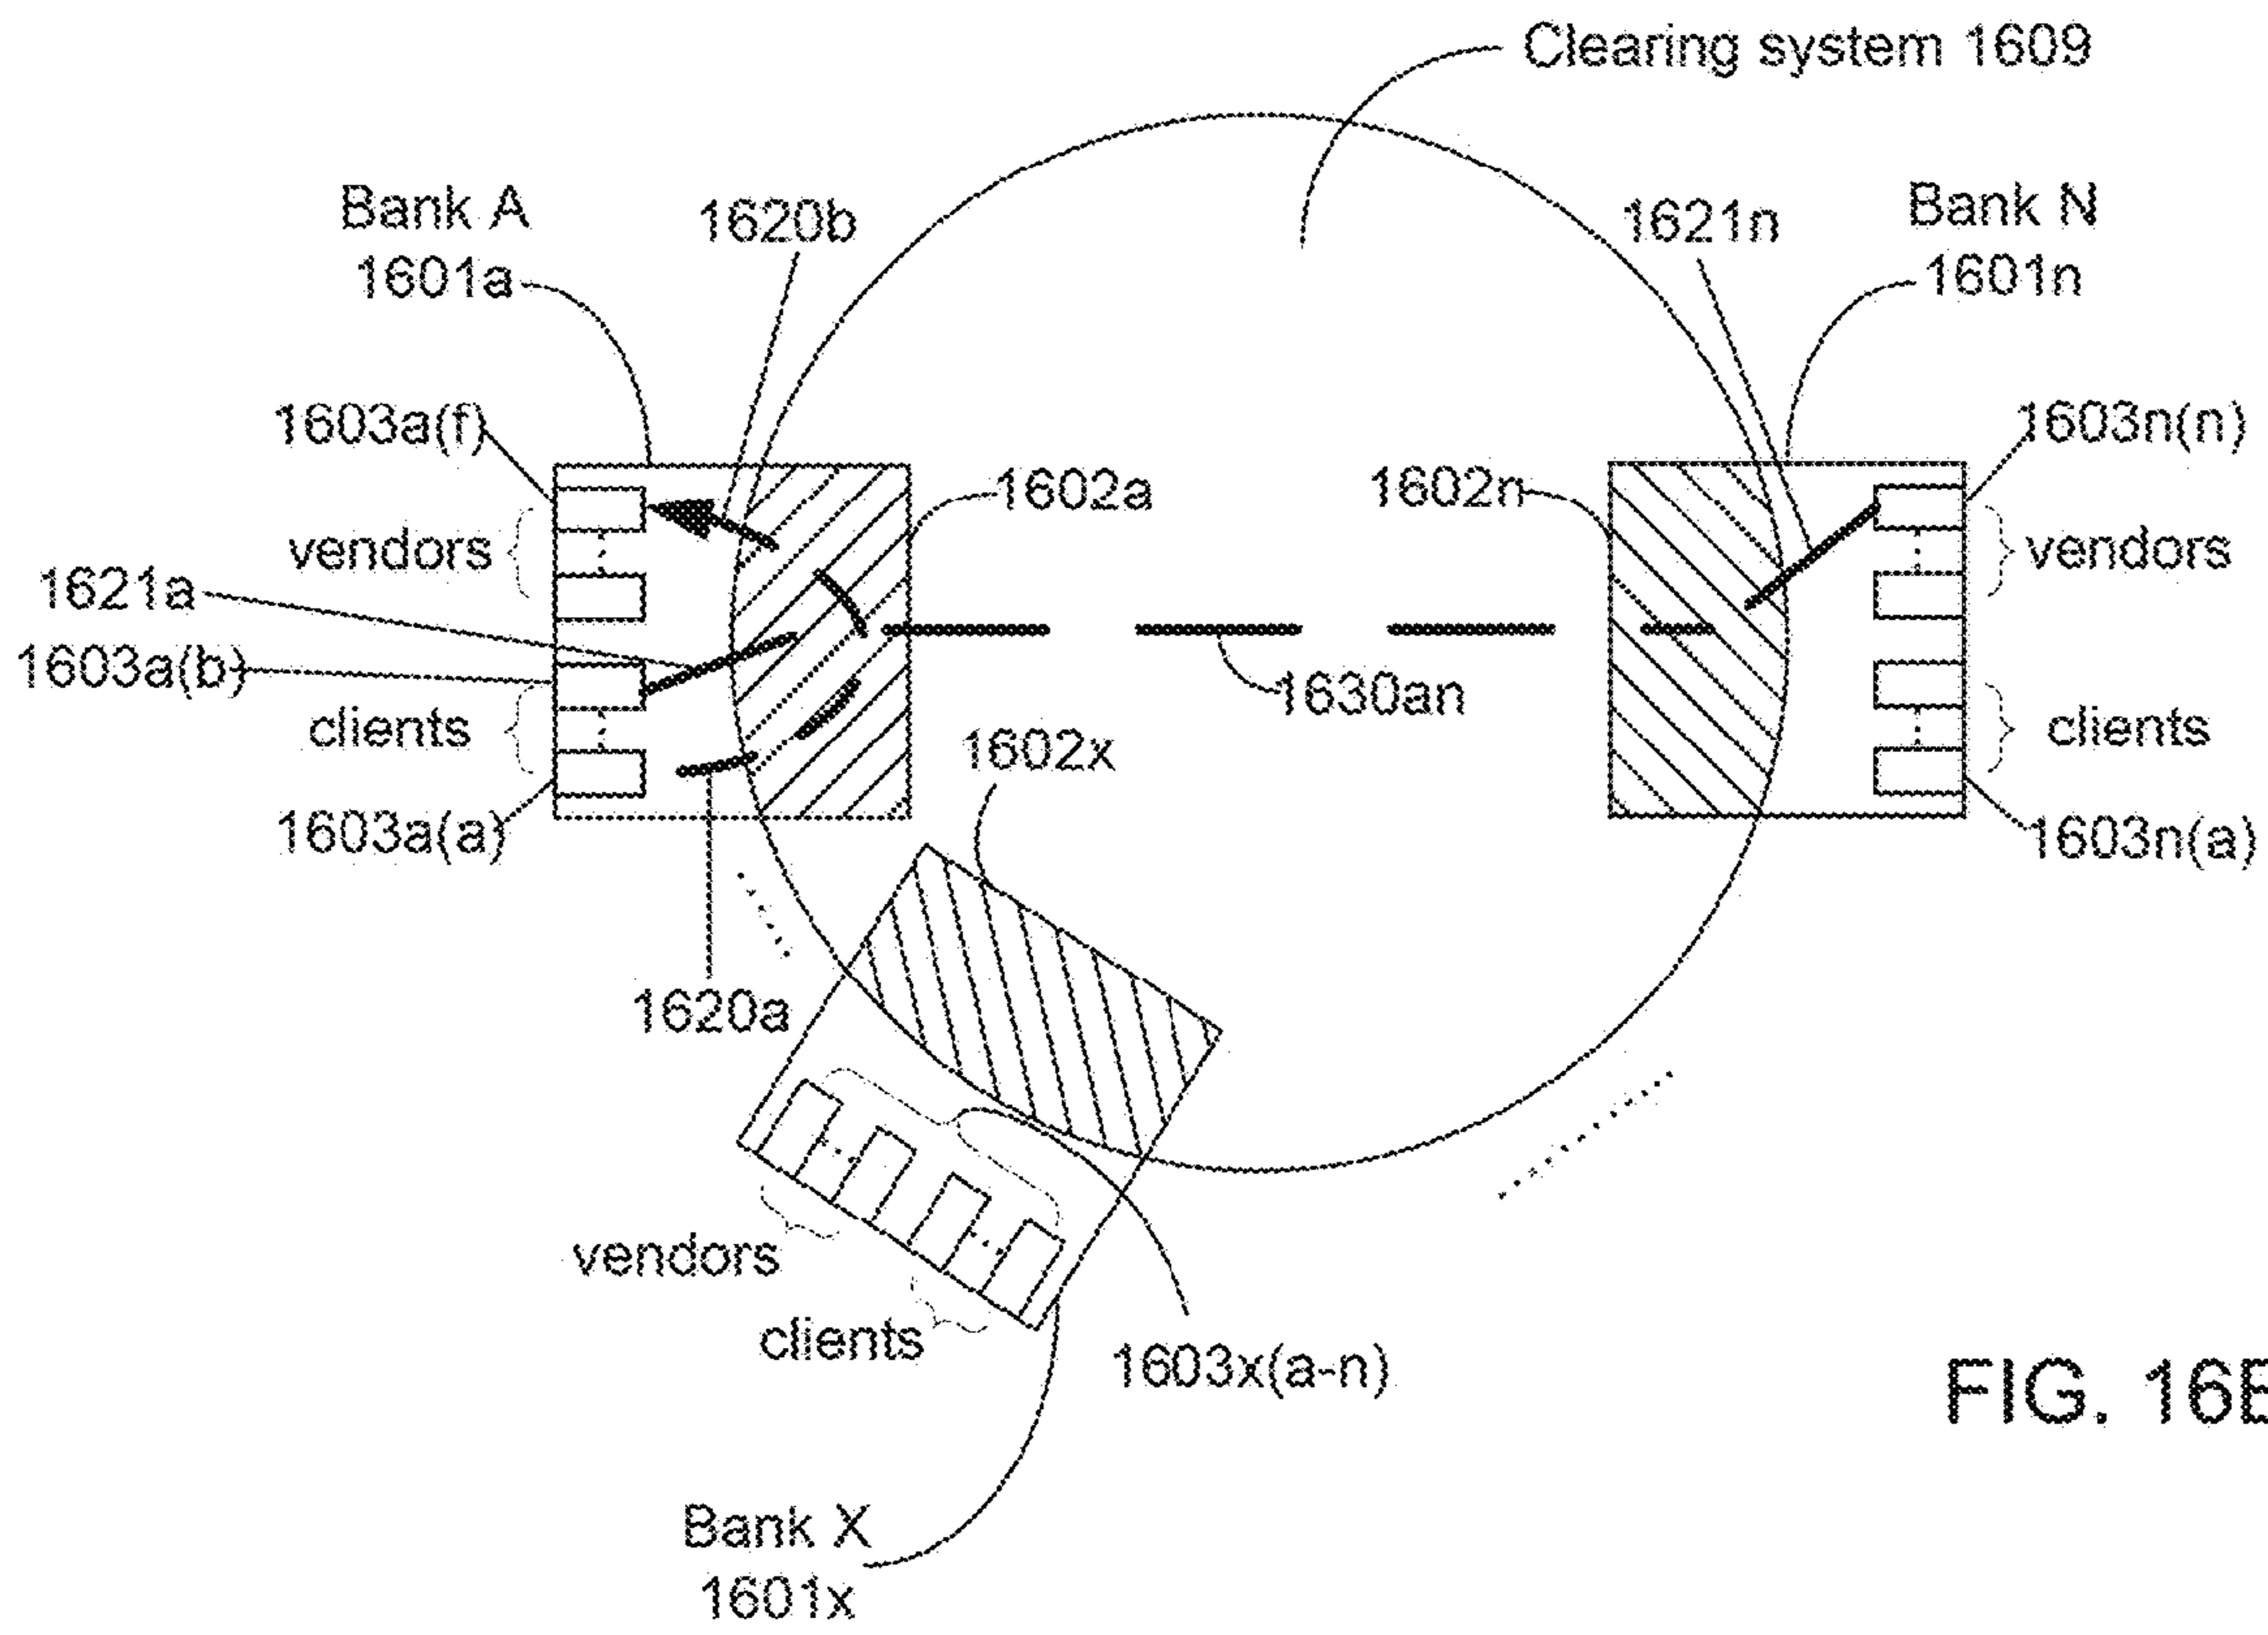 Clearing system 1609
Bank A
1601a
1620b
1621n
Bank N
1601n
1603a(f)
1603n(n)
1602a
1602n
vendors
vendors
1621a
1603a(b)
1630an
clients
clients
1602x
1603a(a)
1603n(a)
1620a
vendors
clients
1603x(a-n)
FIG. 16
Bank X
1601x